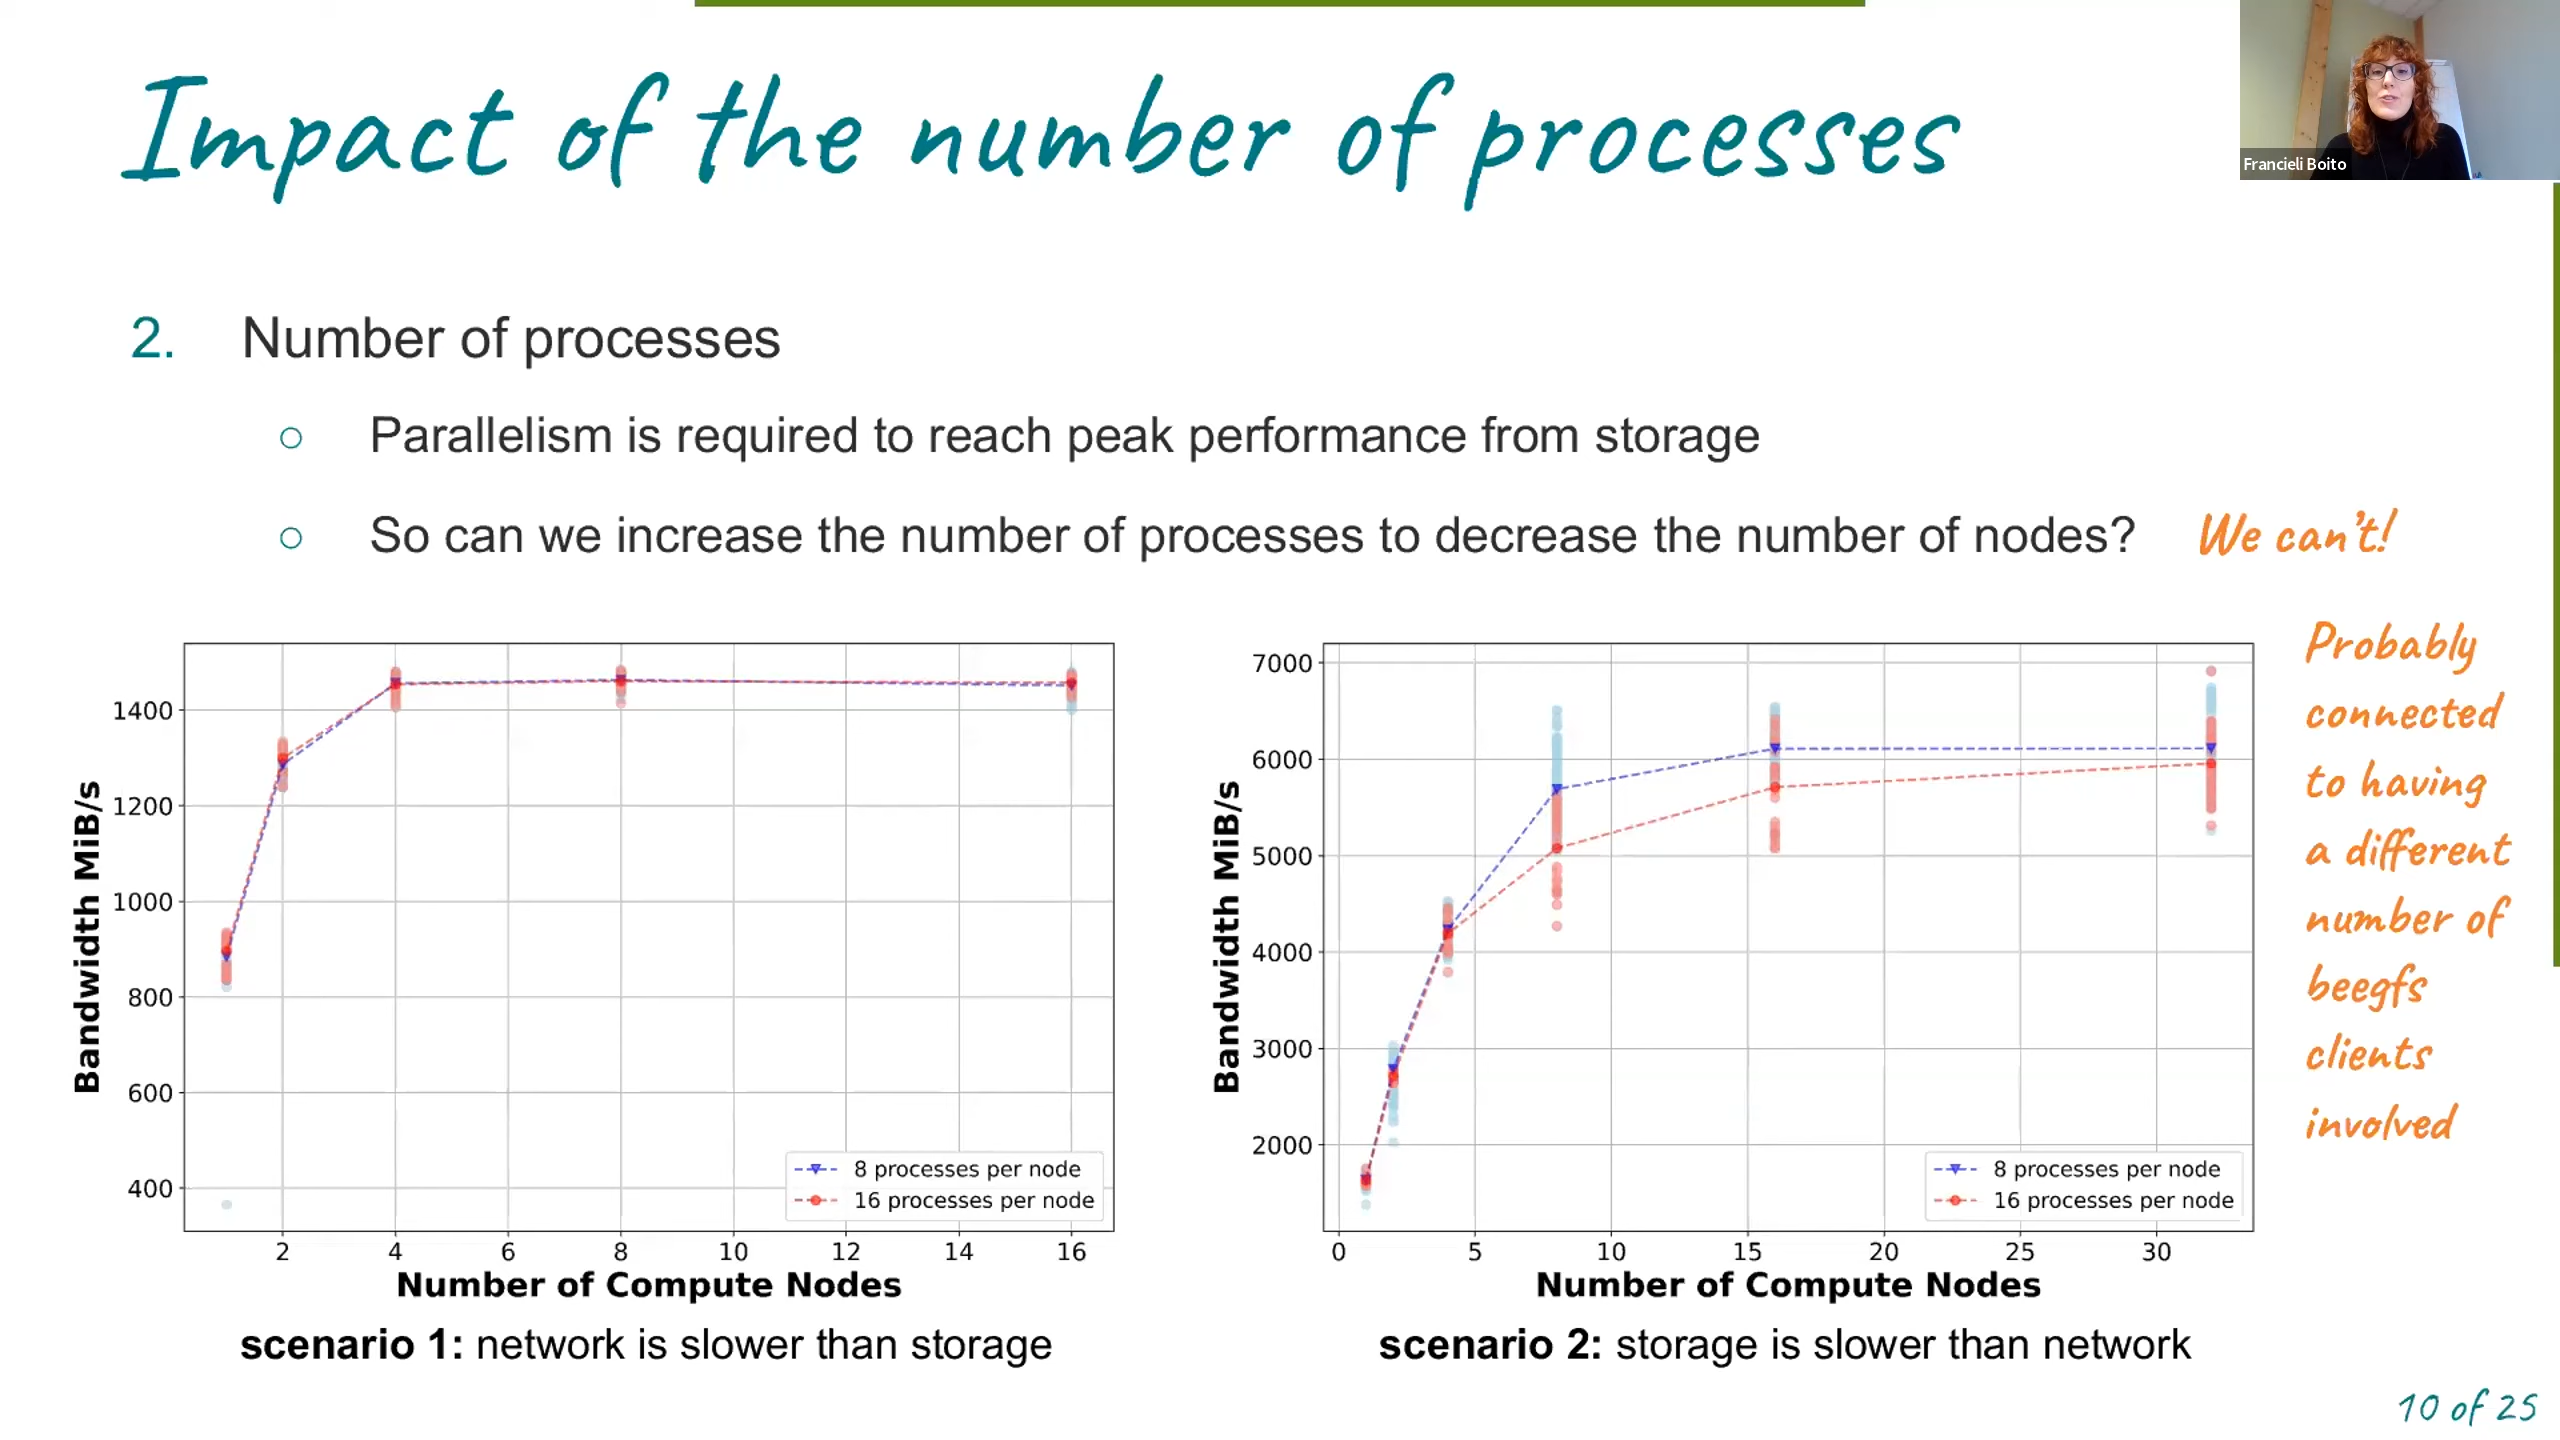 Impact of the number of processes
Francieli Boito
2. Number of processes
○ Parallelism is required to reach peak performance from storage
○ So can we increase the number of processes to decrease the number of nodes? We can't!
Probably
connected
to having
a different
number of
beegfs
clients
involved
Bandwidth MiB/s
1400
1200
1000
800
600
400
8 processes per node
16 processes per node
2 4 6 8 10 12 14 16
Number of Compute Nodes
scenario 1: network is slower than storage
Bandwidth MiB/s
7000
6000
5000
4000
3000
2000
8 processes per node
16 processes per node
0 5 10 15 20 25 30
Number of Compute Nodes
scenario 2: storage is slower than network
10 of 25